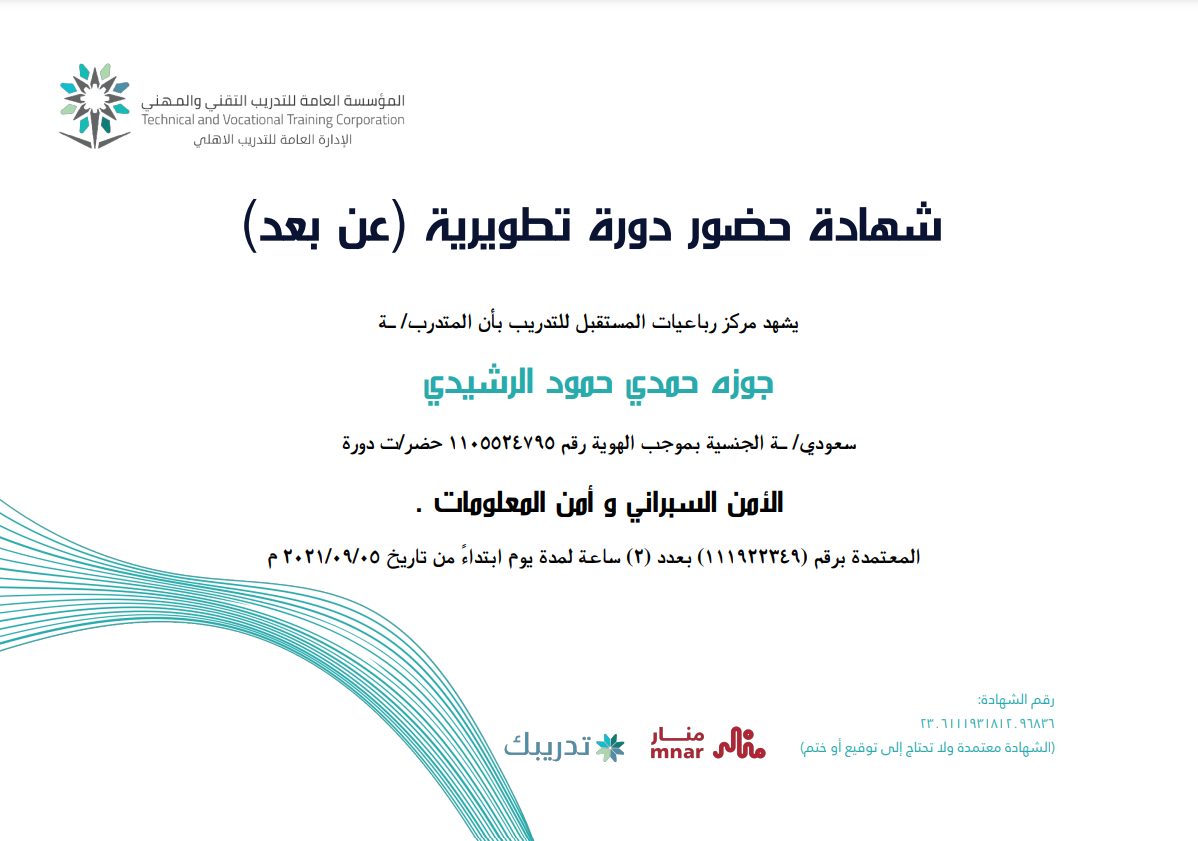 المؤسسة العامة للتدريب التقني والمهني
Technical and Vocational Training Corporation
الإدارة العامة للتدريب الاهلي
شهادة حضور دورة تطويرية (عن بعد)
يشهد مركز رباعيات المستقبل للتدريب بأن المتدرب/ ـة
جوزه حمدي حمود الرشيدي
سعودي/ ـة الجنسية بموجب الهوية رقم ١١٠٥٥٢٤٧٩٥ حضر/ت دورة
الأمن السبراني و أمن المعلومات .
المعتمدة برقم (١١١٩٢٢٣٤٩) بعدد (٢) ساعة لمدة يوم ابتداءً من تاريخ ٢٠٢١/٠٩/٠٥ م
رقم الشهادة:
٢٣٠٦١١١٩٣١٨١٢٠٩٦٨٣٦
(الشهادة معتمدة ولا تحتاج إلى توقيع أو ختم)
منار
mnar
تدريبك